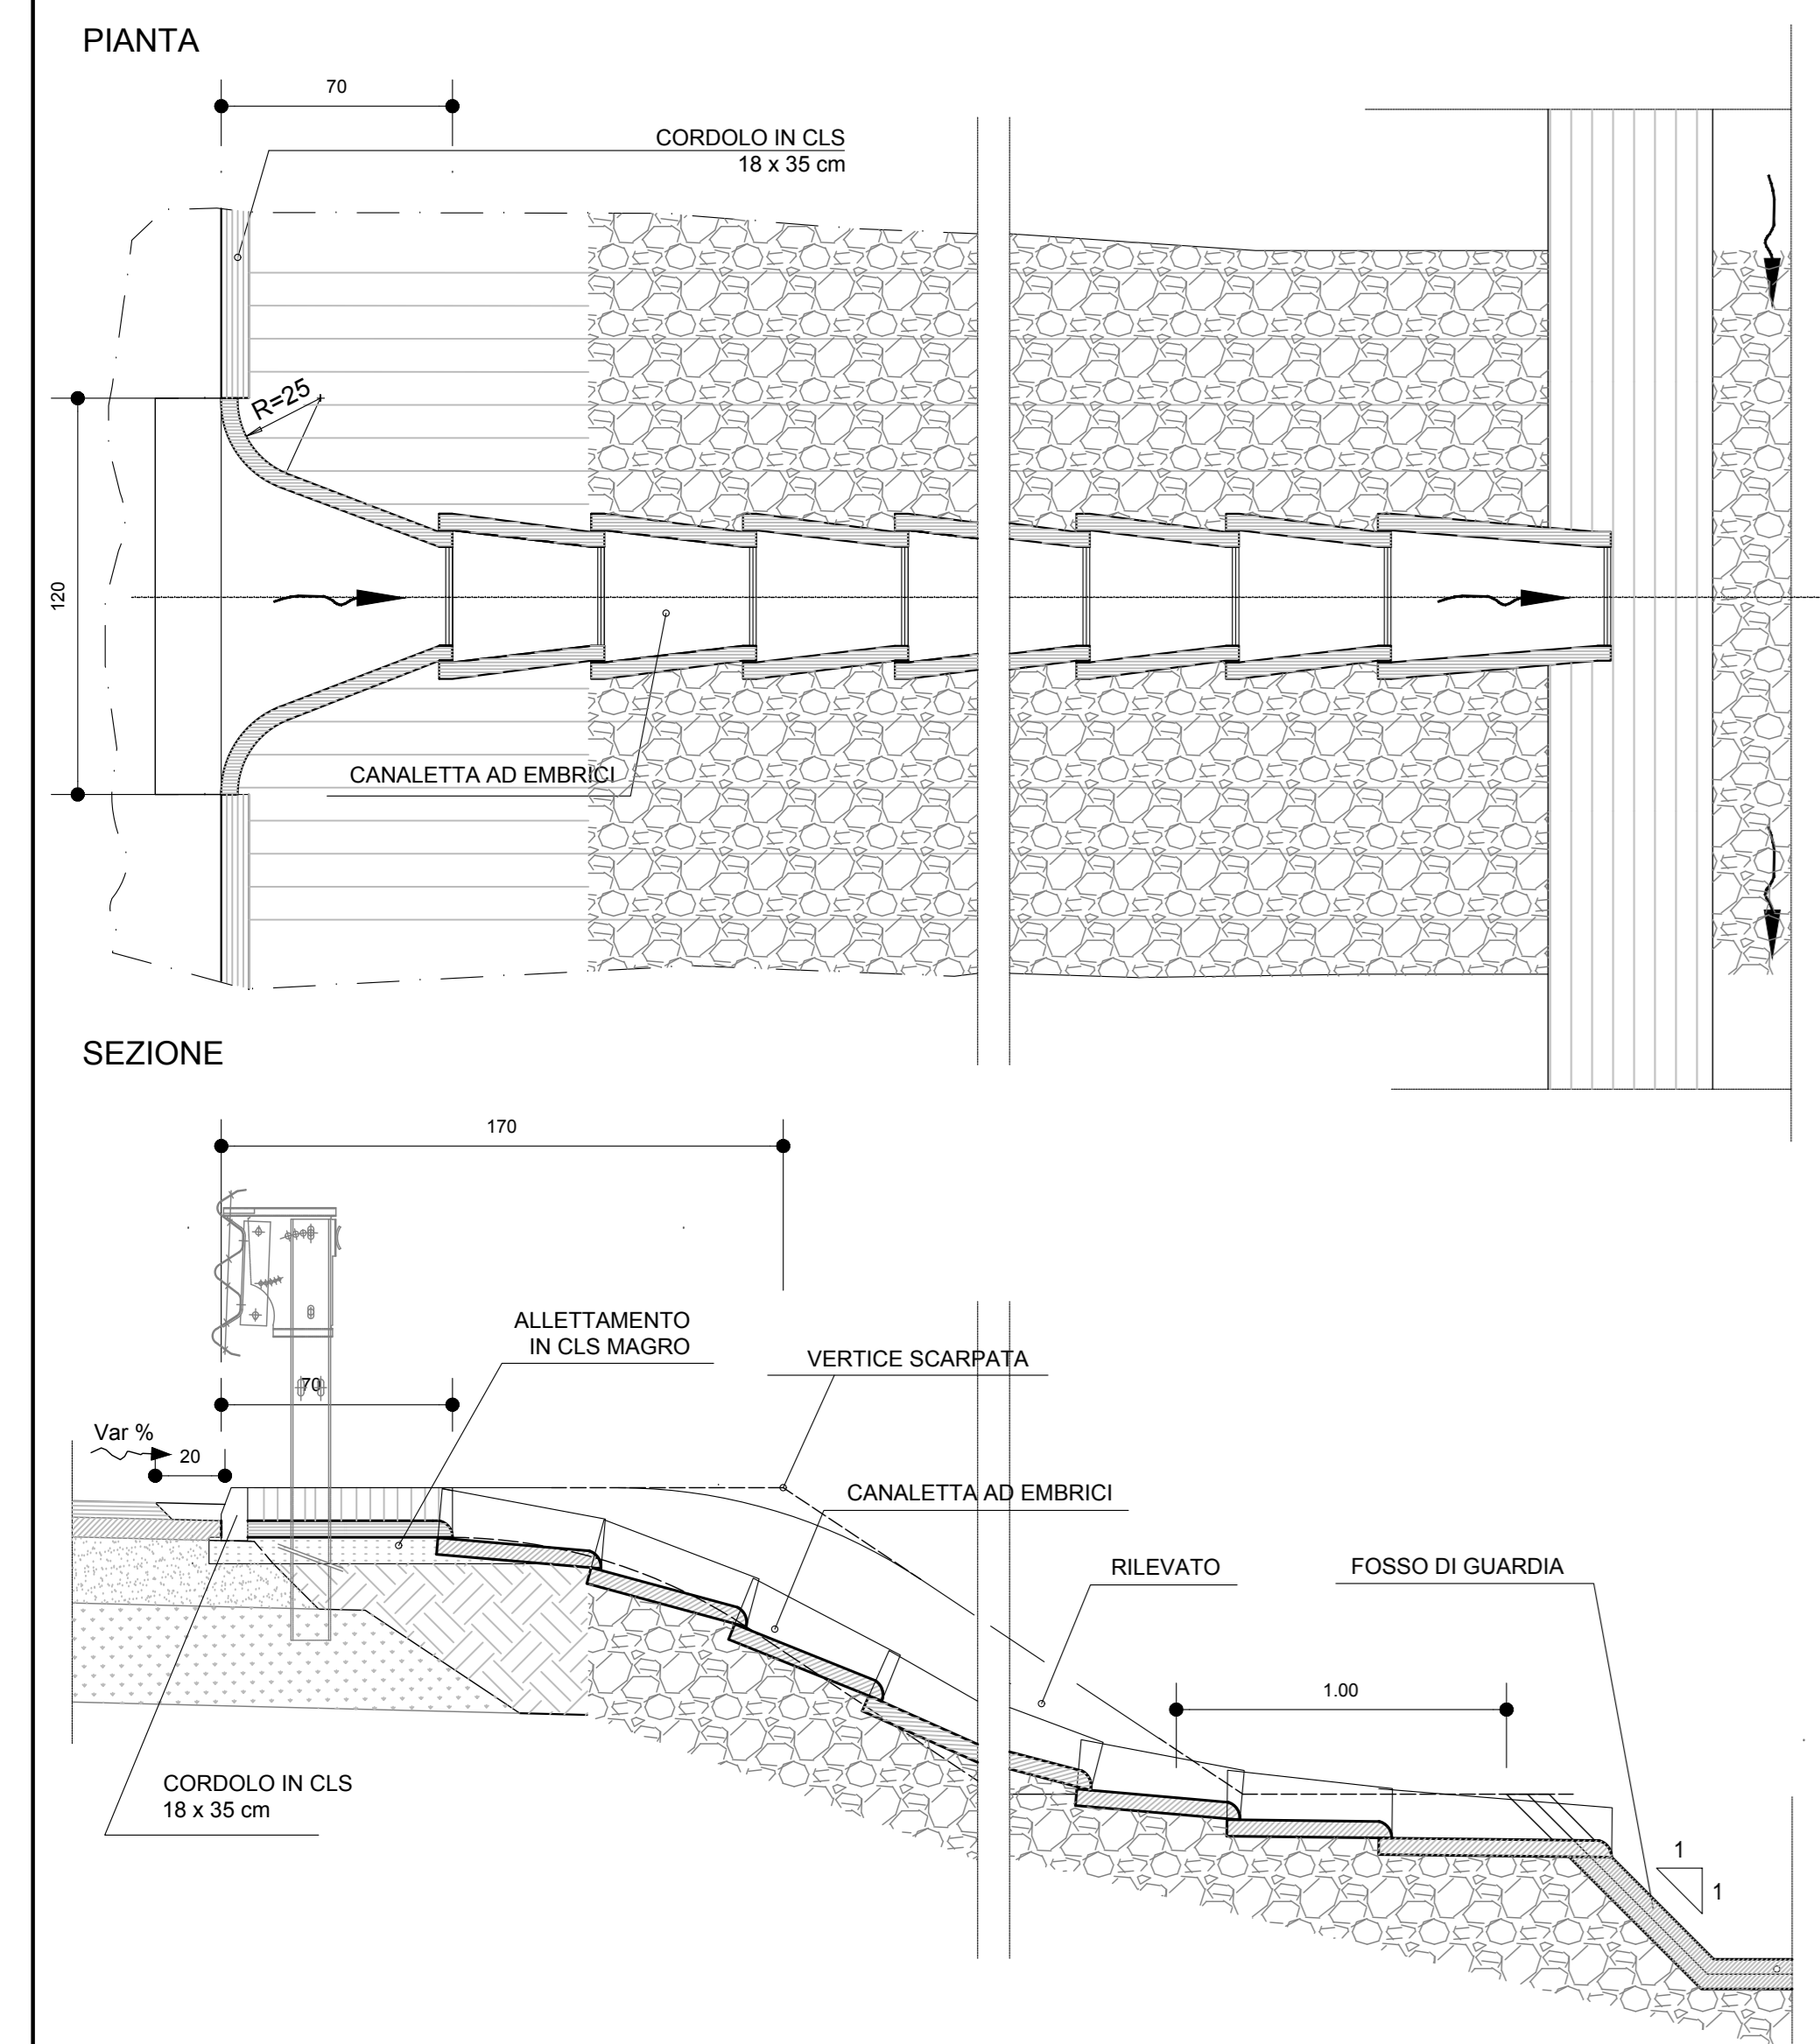 PIANTA
70
CORDOLO IN CLS
18 x 35 cm
R=25
120
CANALETTA AD EMBRICI
SEZIONE
170
ALLETTAMENTO
IN CLS MAGRO
VERTICE SCARPATA
70
Var %
20
CANALETTA AD EMBRICI
RILEVATO
FOSSO DI GUARDIA
1.00
CORDOLO IN CLS
18 x 35 cm
1
1